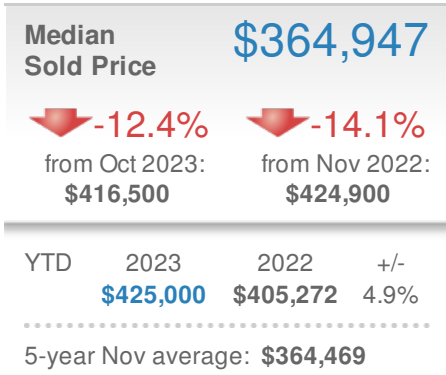 Median
Sold Price
$364,947
-12.4% -14.1%
from Oct 2023: from Nov 2022:
$416,500 $424,900
YTD 2023 2022 +/-
$425,000 $405,272 4.9%
5-year Nov average: $364,469